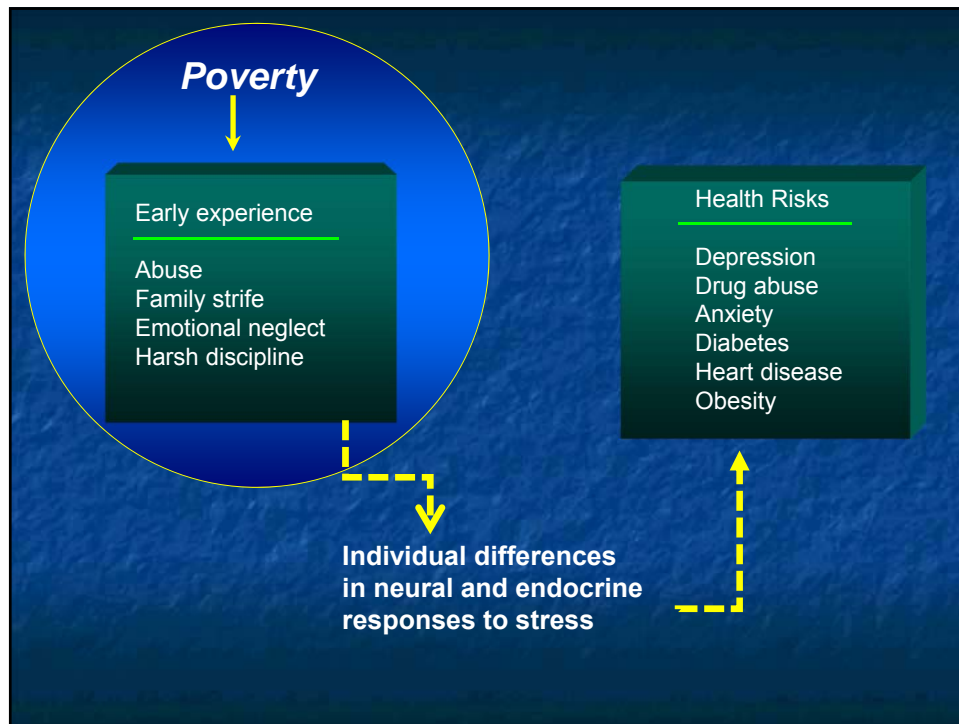 Poverty
Early experience
Abuse
Family strife
Emotional neglect
Harsh discipline
Individual differences
in neural and endocrine
responses to stress
Health Risks
Depression
Drug abuse
Anxiety
Diabetes
Heart disease
Obesity